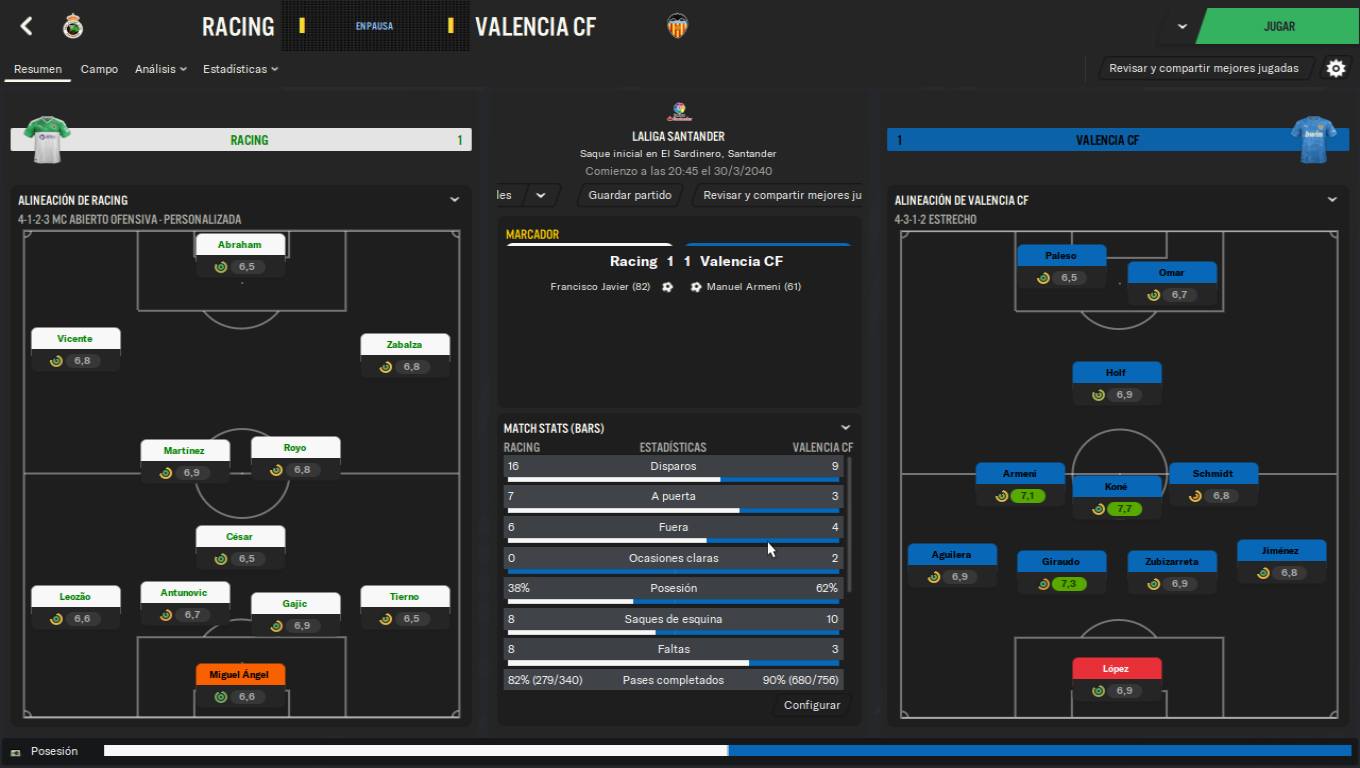 RACING
EN PAUSA
VALENCIA CF
JUGAR
Resumen
Campo
Análisis
Estadísticas
Revisar y compartir mejores jugadas
RACING 1
LALIGA SANTANDER
Saque inicial en El Sardinero, Santander
Comienzo a las 20:45 el 30/3/2040
1 VALENCIA CF
bwin
les
Guardar partido
Revisar y compartir mejores ju
ALINEACIÓN DE RACING
4-1-2-3 MC ABIERTO OFENSIVA - PERSONALIZADA
Abraham
6,5
Vicente
6,8
Zabalza
6,8
Martínez
6,9
Royo
6,8
César
6,5
Leozão
6,6
Antunovic
6,7
Gajic
6,9
Tierno
6,5
Miguel Ángel
6,6
MARCADOR
Racing 1 1 Valencia CF
Francisco Javier (82) Manuel Armeni (61)
MATCH STATS (BARS)
RACING ESTADÍSTICAS VALENCIA CF
16 Disparos 9
7 A puerta 3
6 Fuera 4
0 Ocasiones claras 2
38% Posesión 62%
8 Saques de esquina 10
8 Faltas 3
82% (279/340) Pases completados 90% (680/756)
Configurar
ALINEACIÓN DE VALENCIA CF
4-3-1-2 ESTRECHO
Paleso
6,5
Omar
6,7
Holf
6,9
Armeni
7,1
Koné
7,7
Schmidt
6,8
Aguilera
6,9
Giraudo
7,3
Zubizarreta
6,9
Jiménez
6,8
López
6,9
Posesión